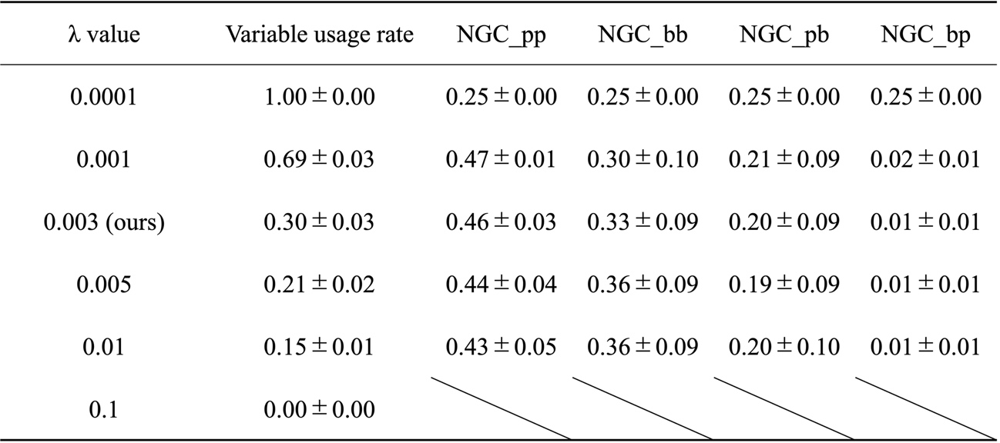 λ value Variable usage rate NGC_pp NGC_bb NGC_pb NGC_bp
0.0001 1.00±0.00 0.25±0.00 0.25±0.00 0.25±0.00 0.25±0.00
0.001 0.69±0.03 0.47±0.01 0.30±0.10 0.21±0.09 0.02±0.01
0.003 (ours) 0.30±0.03 0.46±0.03 0.33±0.09 0.20±0.09 0.01±0.01
0.005 0.21±0.02 0.44±0.04 0.36±0.09 0.19±0.09 0.01±0.01
0.01 0.15±0.01 0.43±0.05 0.36±0.09 0.20±0.10 0.01±0.01
0.1 0.00±0.00